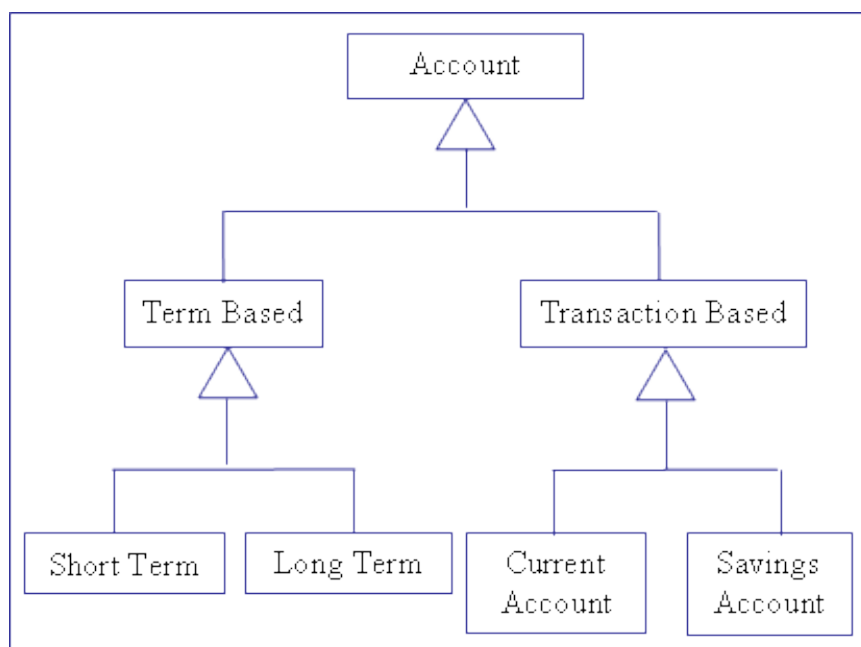 Account
Term Based
Transaction Based
Short Term
Long Term
Current
Account
Savings
Account